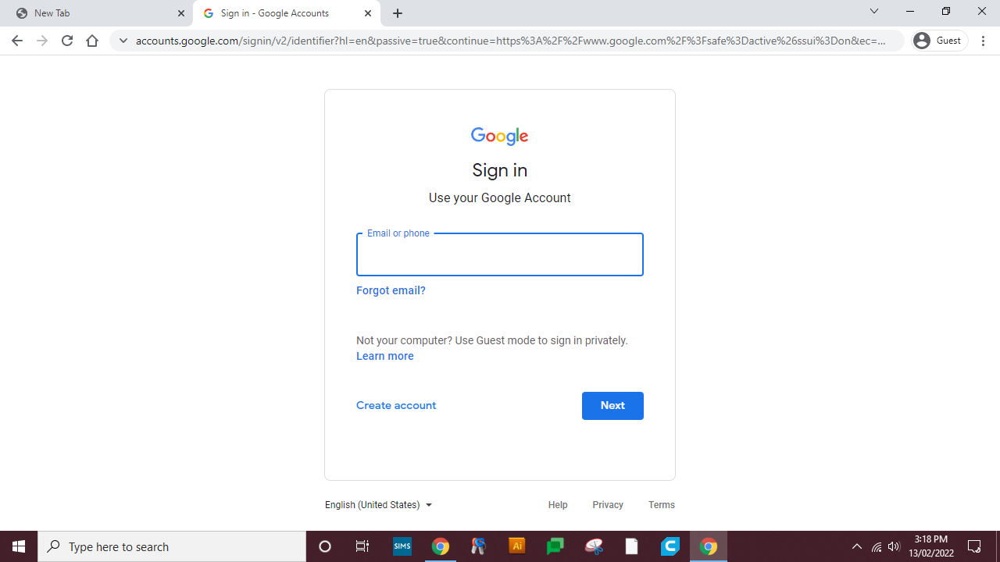 New Tab
Sign in - Google Accounts
accounts.google.com/signin/v2/identifier?hl=en&passive=true&continue=https%3A%2F%2Fwww.google.com%2F%3Fsafe%3Dactive%26ssui%3Don&ec=...
Guest
Google
Sign in
Use your Google Account
Email or phone
Forgot email?
Not your computer? Use Guest mode to sign in privately.
Learn more
Create account
Next
English (United States)
Help
Privacy
Terms
Type here to search
SIMS
Ai
3:18 PM
13/02/2022